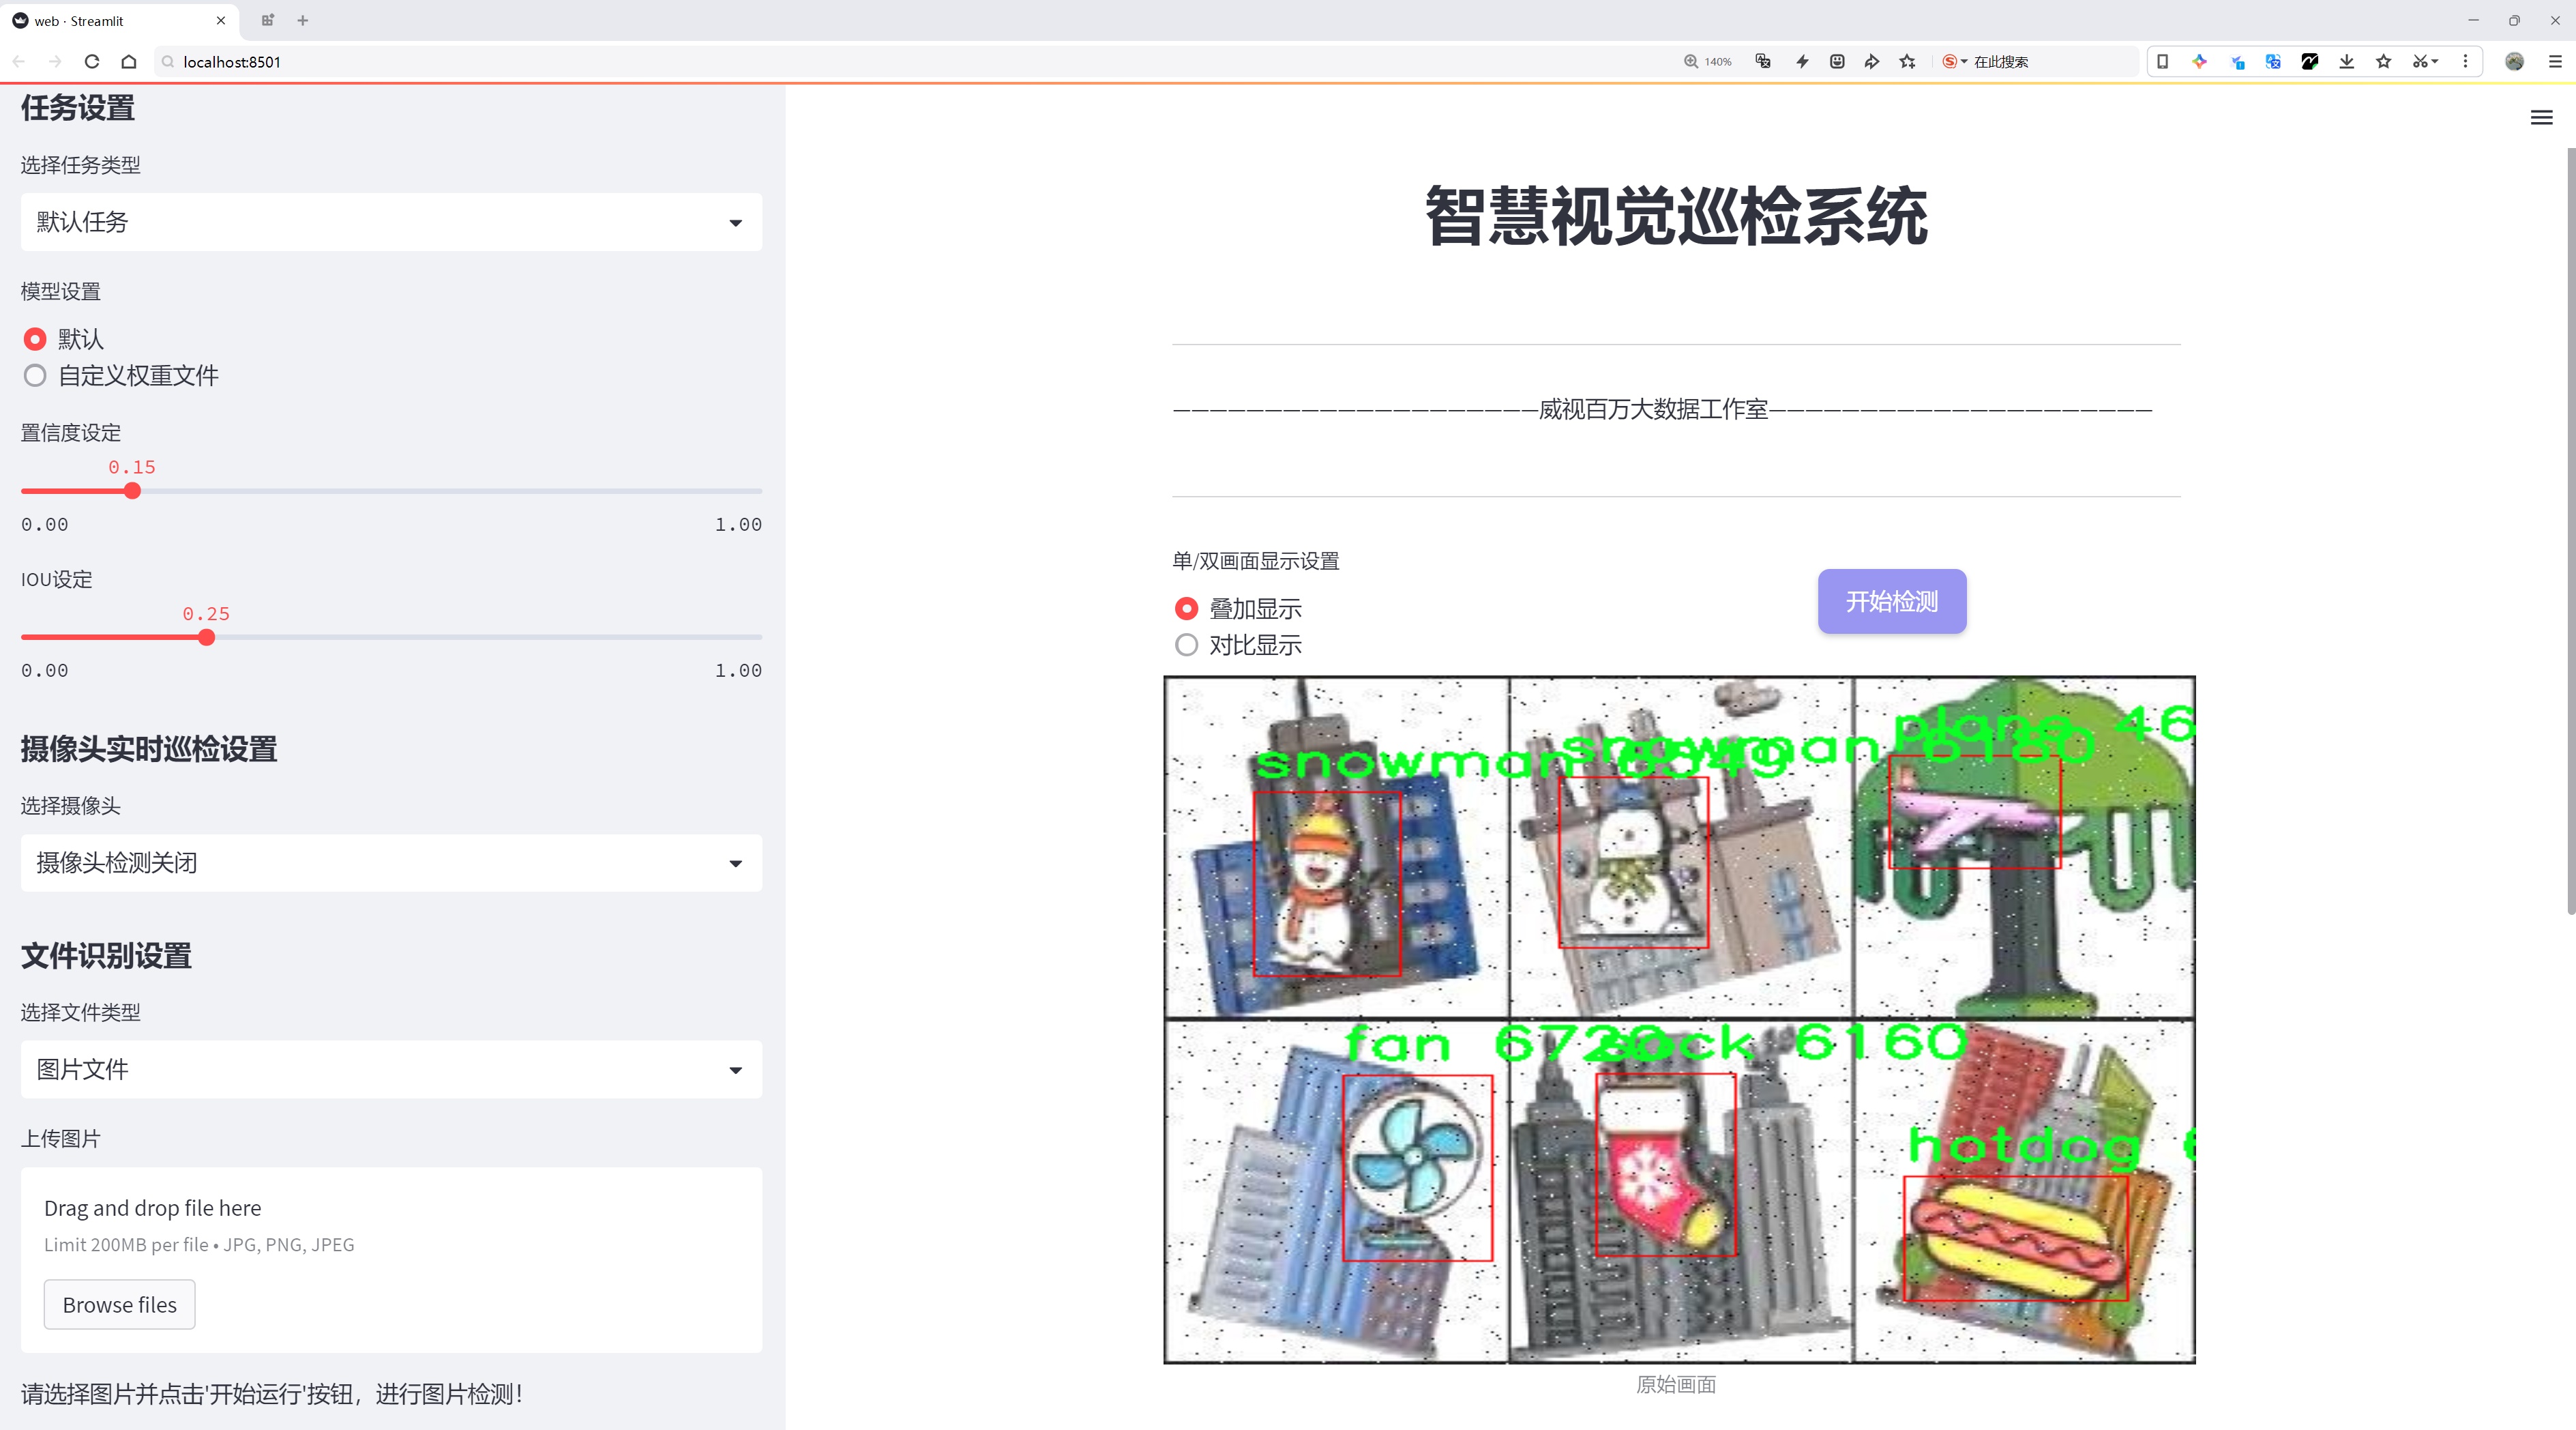 web · Streamlit
localhost:8501
140%
在此搜索
任务设置
选择任务类型
默认任务
模型设置
默认
自定义权重文件
置信度设定
0.15
0.00
1.00
IOU设定
0.25
0.00
1.00
摄像头实时巡检设置
选择摄像头
摄像头检测关闭
文件识别设置
选择文件类型
图片文件
上传图片
Drag and drop file here
Limit 200MB per file • JPG, PNG, JPEG
Browse files
请选择图片并点击'开始运行'按钮，进行图片检测！
智慧视觉巡检系统
—————————————————————威视百万大数据工作室——————————————————————
单/双画面显示设置
叠加显示
对比显示
开始检测
snowman
snowman
plane 46
fan
sock 6160
hotdog
原始画面